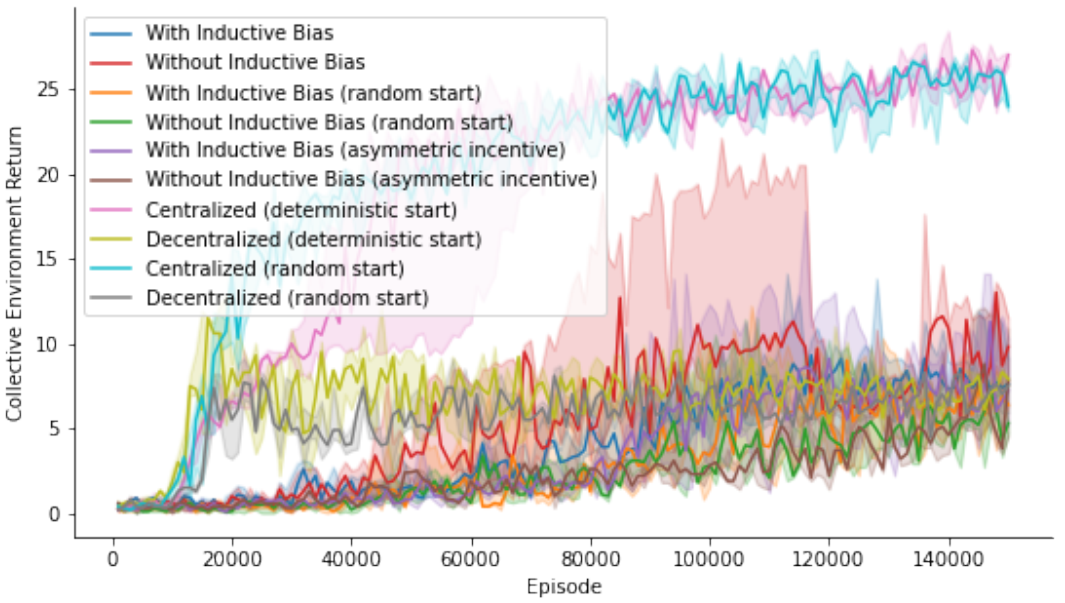 With Inductive Bias
Without Inductive Bias
With Inductive Bias (random start)
Without Inductive Bias (random start)
With Inductive Bias (asymmetric incentive)
Without Inductive Bias (asymmetric incentive)
Centralized (deterministic start)
Decentralized (deterministic start)
Centralized (random start)
Decentralized (random start)
Collective Environment Return
25
20
15
10
5
0
0 20000 40000 60000 80000 100000 120000 140000
Episode